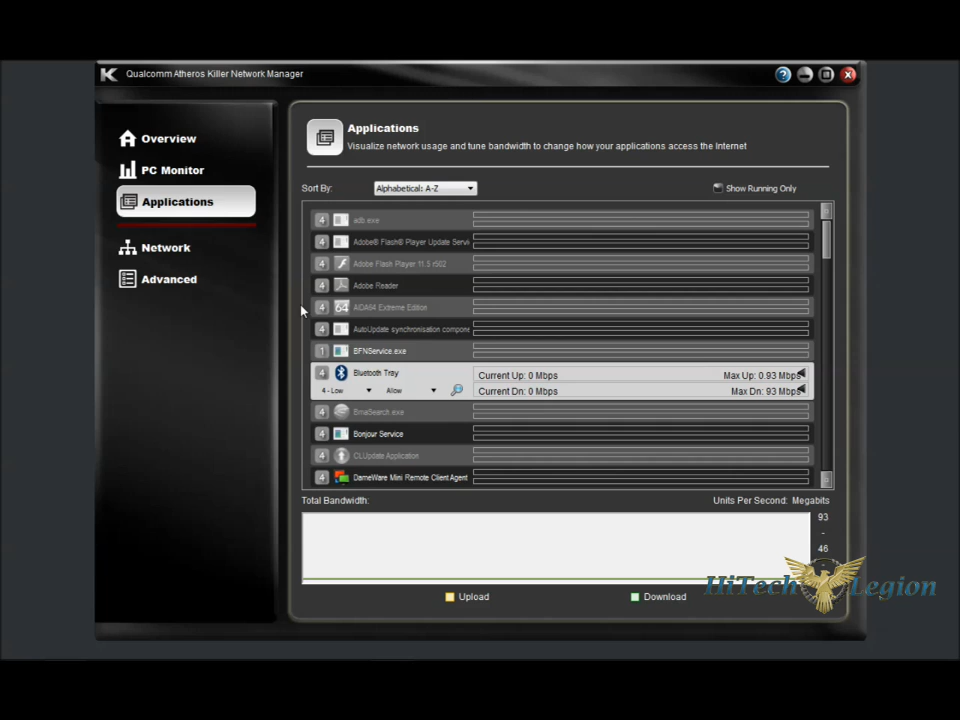 Qualcomm Atheros Killer Network Manager
Overview
PC Monitor
Applications
Network
Advanced
Applications
Visualize network usage and tune bandwidth to change how your applications access the Internet
Sort By: Alphabetical: A-Z Show Running Only
4 adb.exe
4 Adobe® Flash® Player Update Servi
4 Adobe Flash Player 11.5 r502
4 Adobe Reader
4 64 AIDA64 Extreme Edition
4 AutoUpdate synchronisation compone
1 BFNService.exe
4 Bluetooth Tray Current Up: 0 Mbps Max Up: 0.93 Mbps
4 - Low Allow Current Dn: 0 Mbps Max Dn: 93 Mbps
4 BmaSearch.exe
4 Bonjour Service
4 CLUpdate Application
4 DameWare Mini Remote Client Agent
Total Bandwidth: Units Per Second: Megabits
93
-
46
-
Upload Download
HiTech Legion